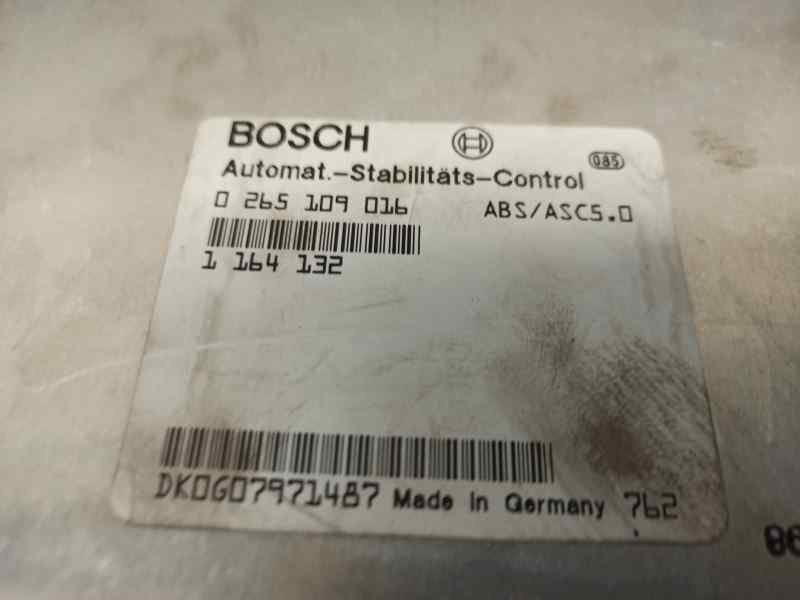 BOSCH
085
Automat.-Stabilitäts-Control
0 265 109 016 ABS/ASC5.0
1 164 132
DK0G07971487 Made in Germany 762